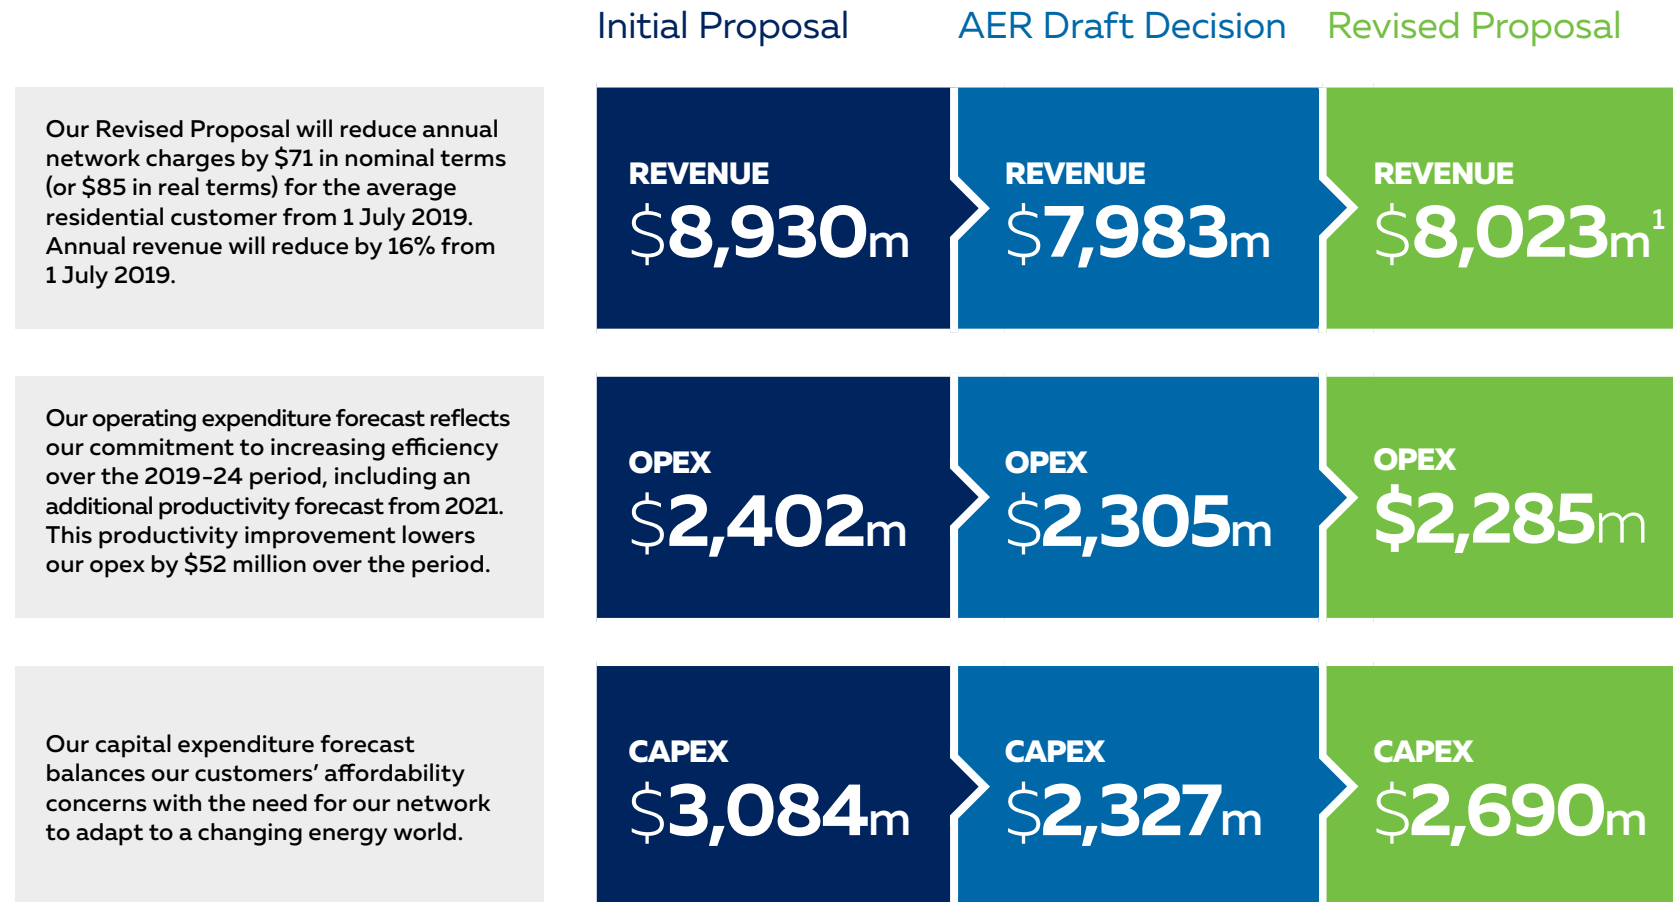 Initial Proposal
AER Draft Decision
Revised Proposal
Our Revised Proposal will reduce annual
network charges by $71 in nominal terms
(or $85 in real terms) for the average
residential customer from 1 July 2019.
Annual revenue will reduce by 16% from
1 July 2019.
REVENUE
$8,930m
REVENUE
$7,983m
REVENUE
$8,023m¹
Our operating expenditure forecast reflects
our commitment to increasing efficiency
over the 2019-24 period, including an
additional productivity forecast from 2021.
This productivity improvement lowers
our opex by $52 million over the period.
OPEX
$2,402m
OPEX
$2,305m
OPEX
$2,285m
Our capital expenditure forecast
balances our customers’ affordability
concerns with the need for our network
to adapt to a changing energy world.
CAPEX
$3,084m
CAPEX
$2,327m
CAPEX
$2,690m